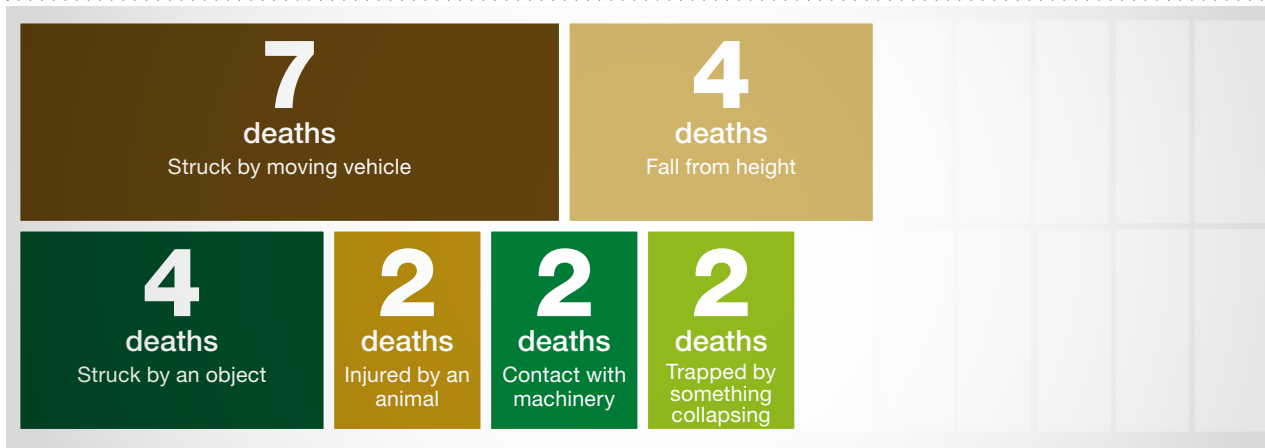 7
deaths
Struck by moving vehicle
4
deaths
Fall from height
4
deaths
Struck by an object
2
deaths
Injured by an
animal
2
deaths
Contact with
machinery
2
deaths
Trapped by
something
collapsing